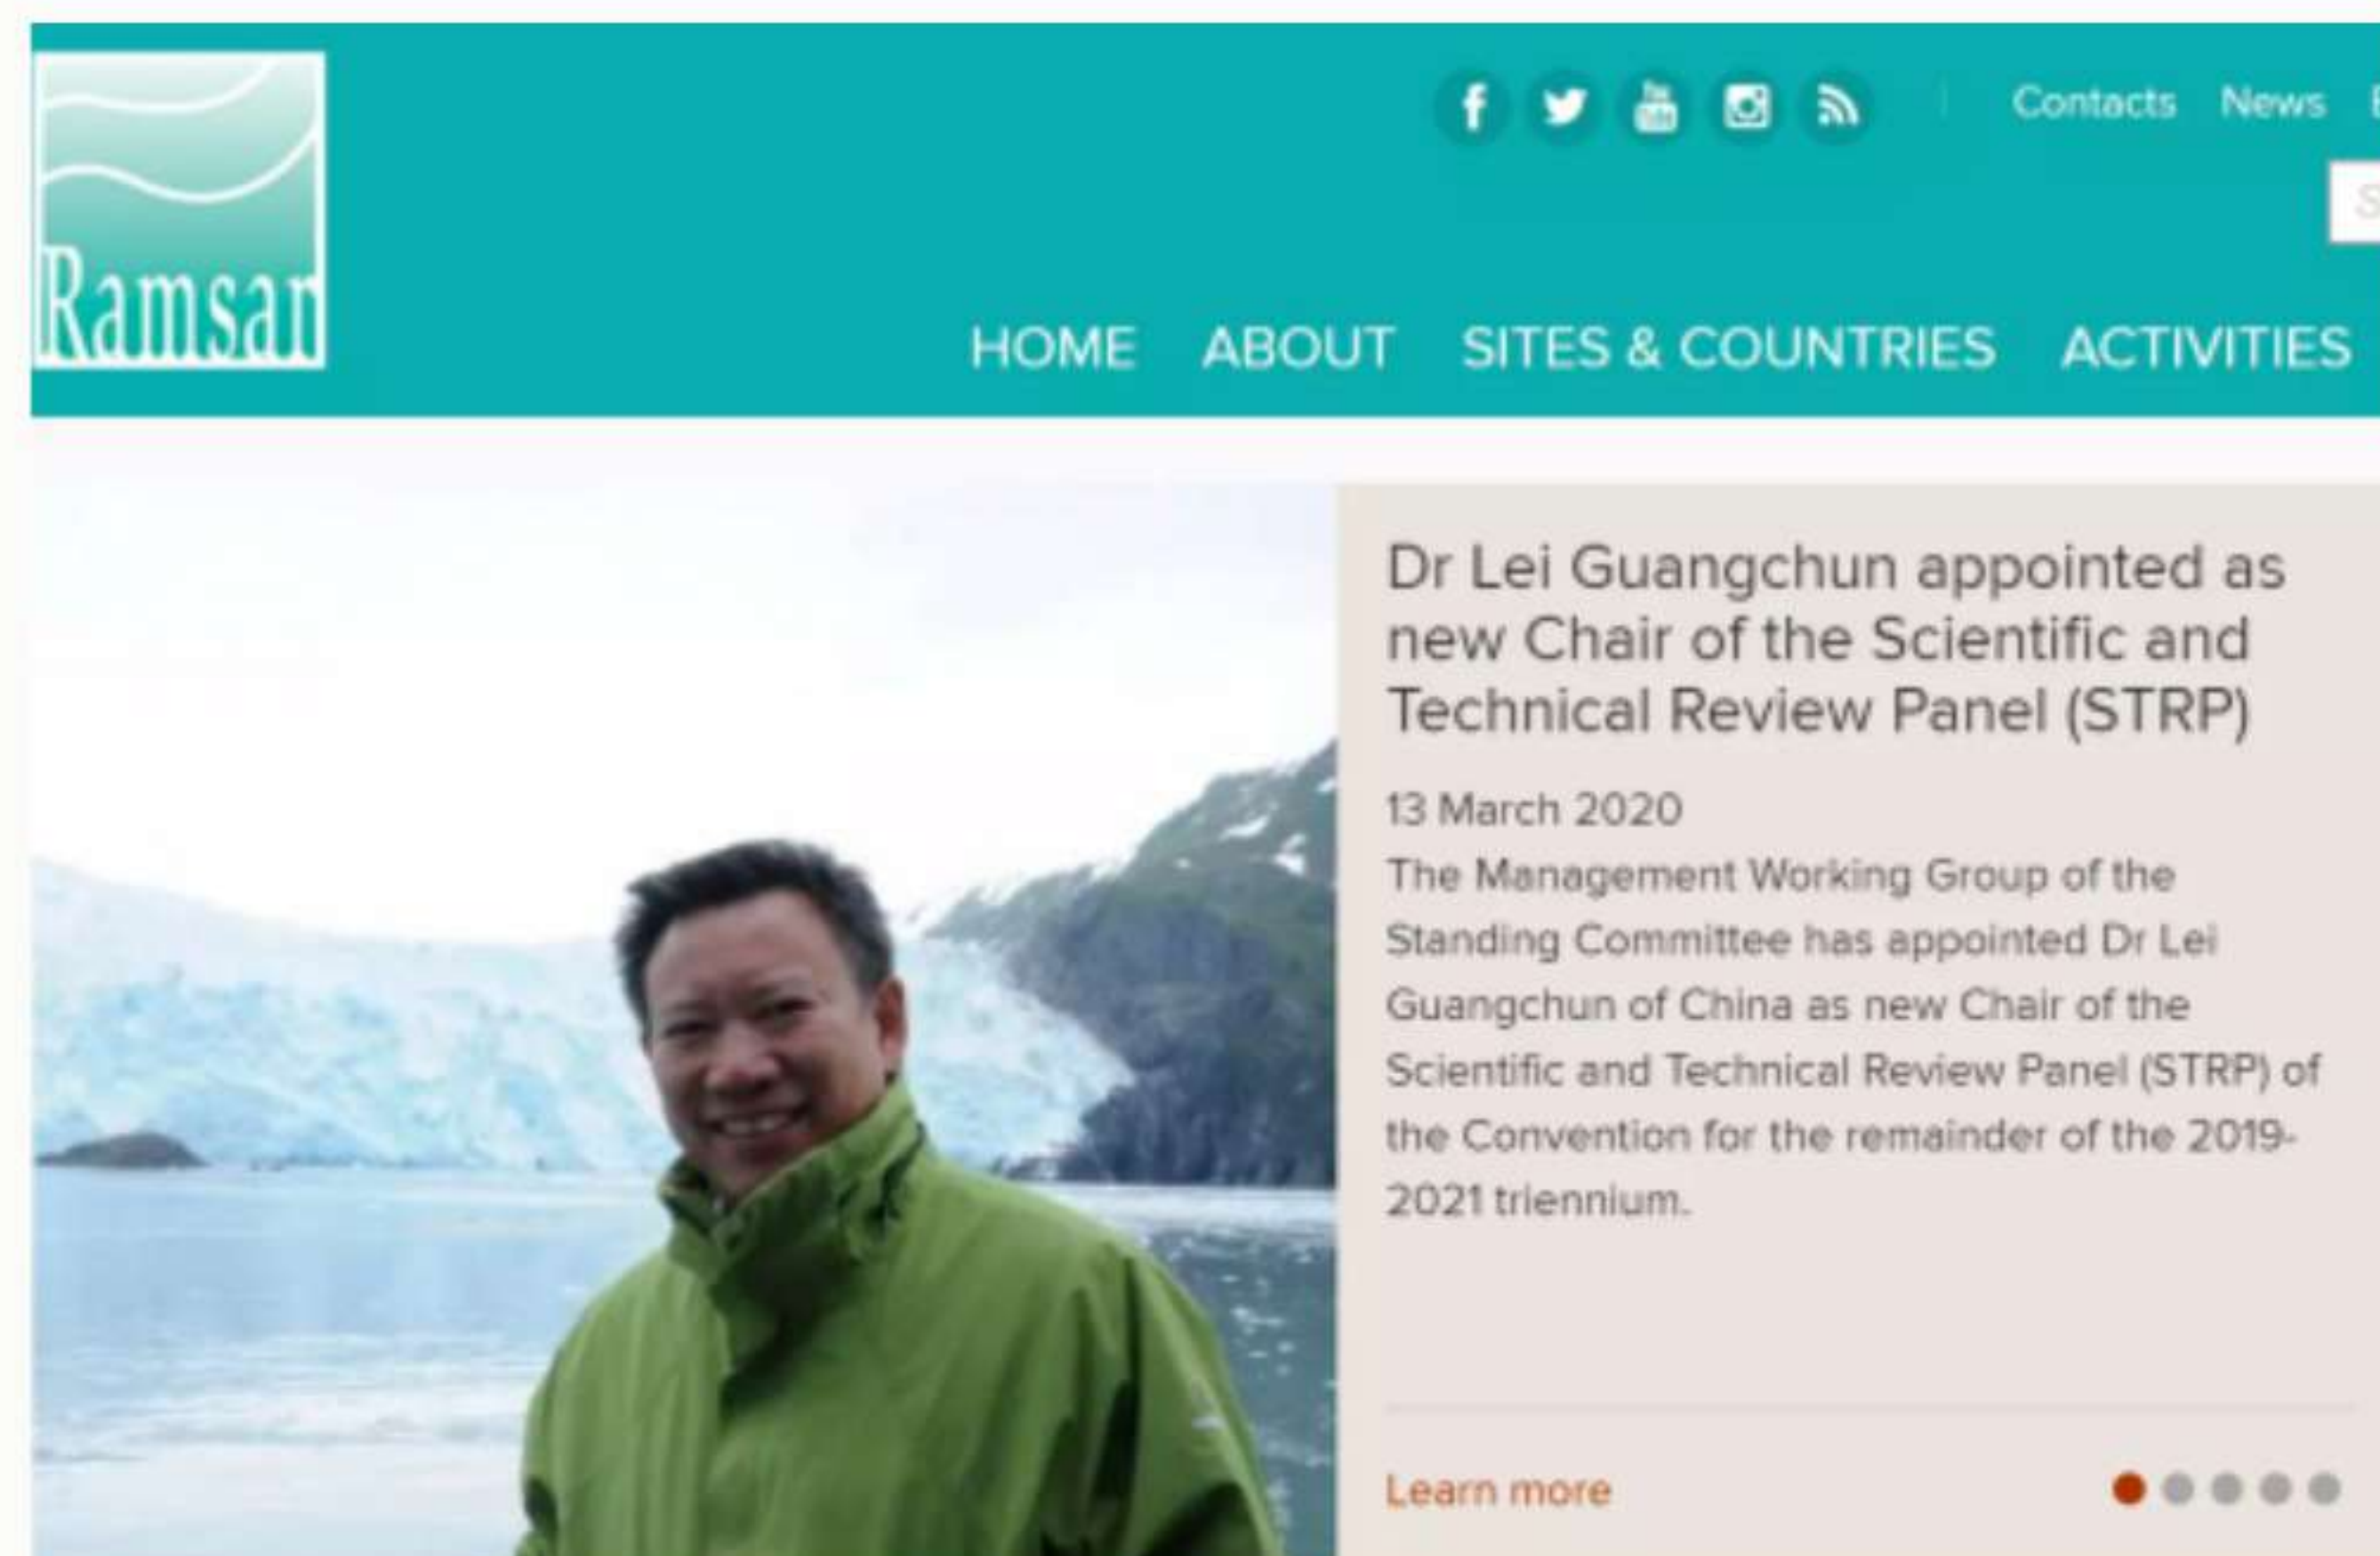 Ramsar
Contacts News
HOME ABOUT SITES & COUNTRIES ACTIVITIES
Dr Lei Guangchun appointed as
new Chair of the Scientific and
Technical Review Panel (STRP)
13 March 2020
The Management Working Group of the
Standing Committee has appointed Dr Lei
Guangchun of China as new Chair of the
Scientific and Technical Review Panel (STRP) of
the Convention for the remainder of the 2019-
2021 triennium.
Learn more